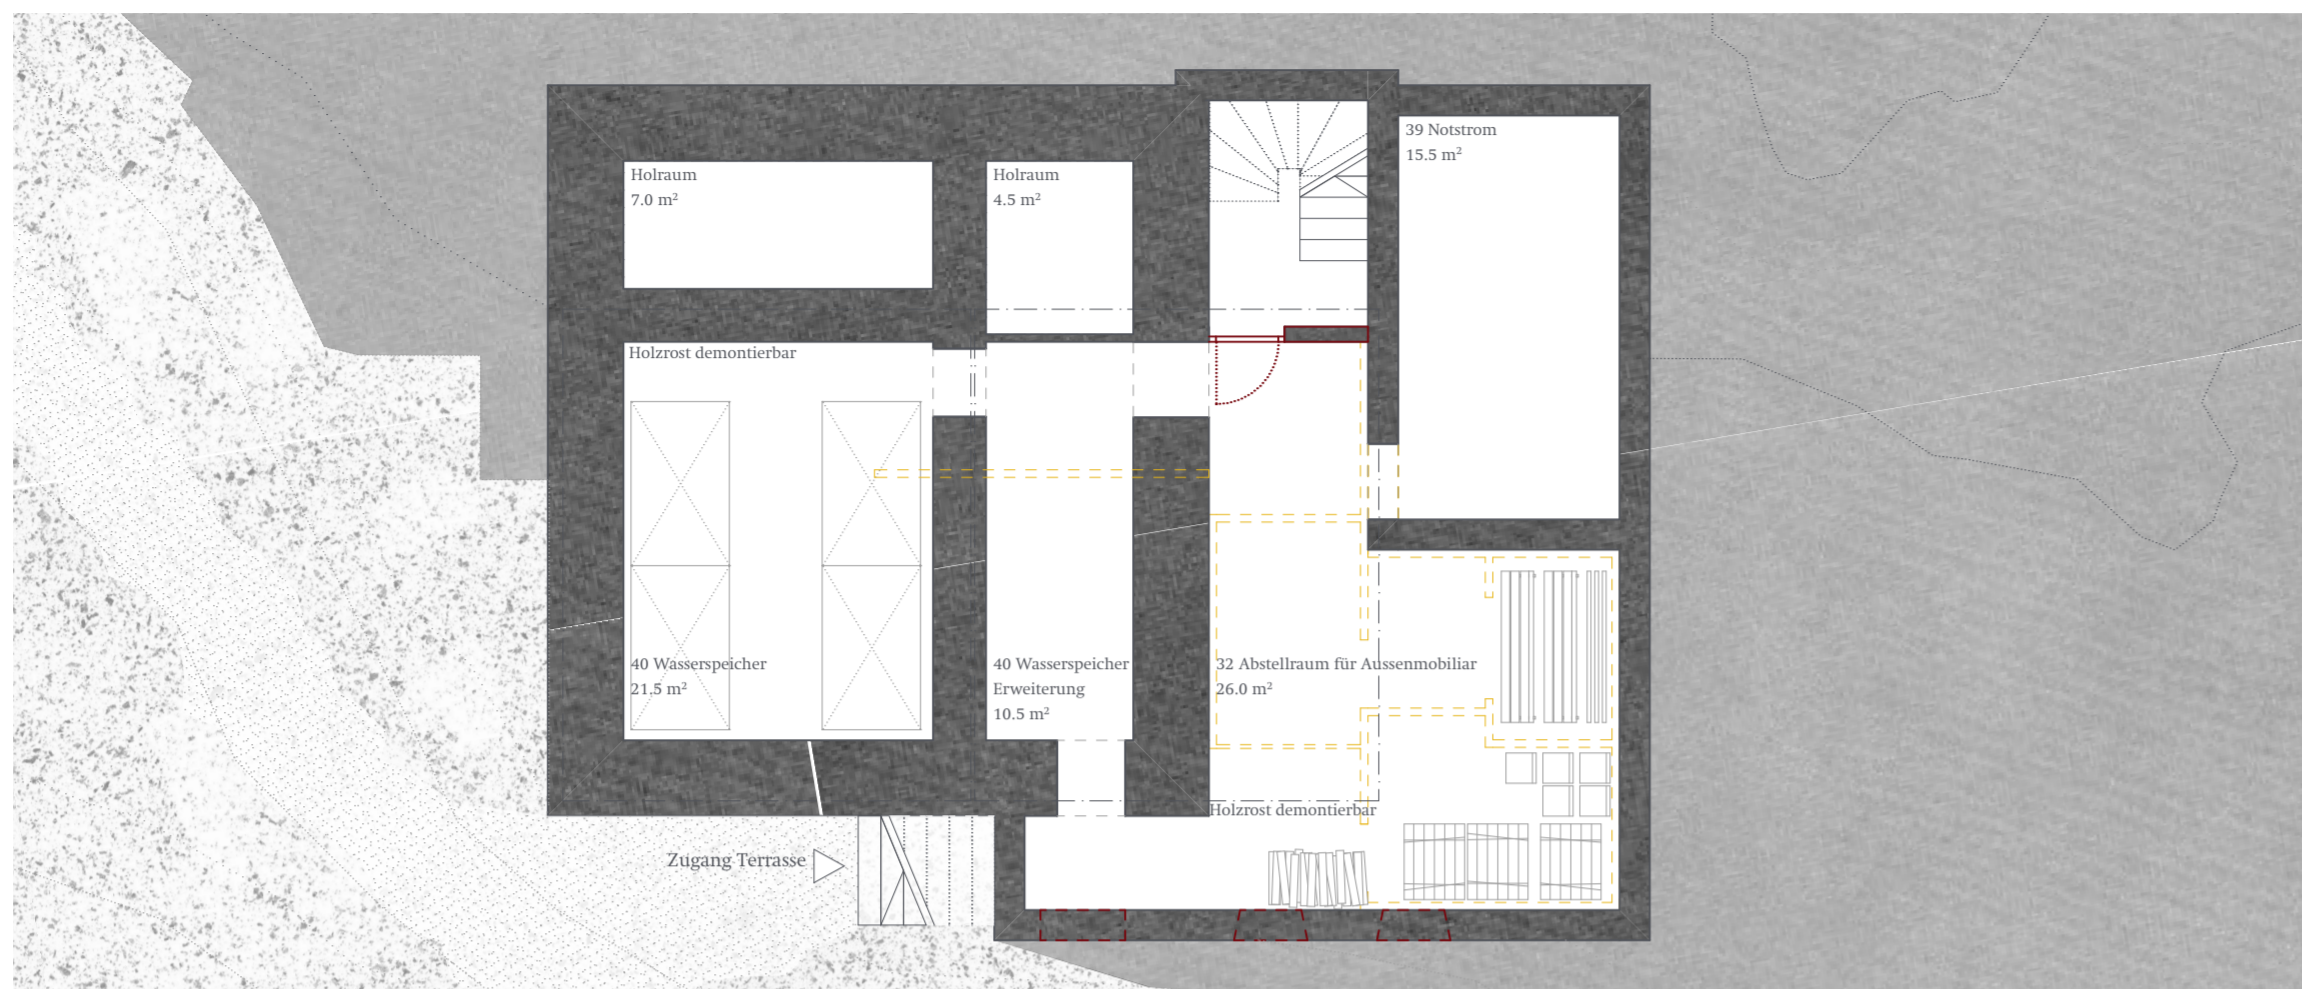 39 Notstrom
15.5 m²
Holraum
7.0 m²
Holraum
4.5 m²
Holzrost demontierbar
40 Wasserspeicher
21.5 m²
40 Wasserspeicher
Erweiterung
10.5 m²
32 Abstellraum für Aussenmobiliar
26.0 m²
Holzrost demontierbar
Zugang Terrasse